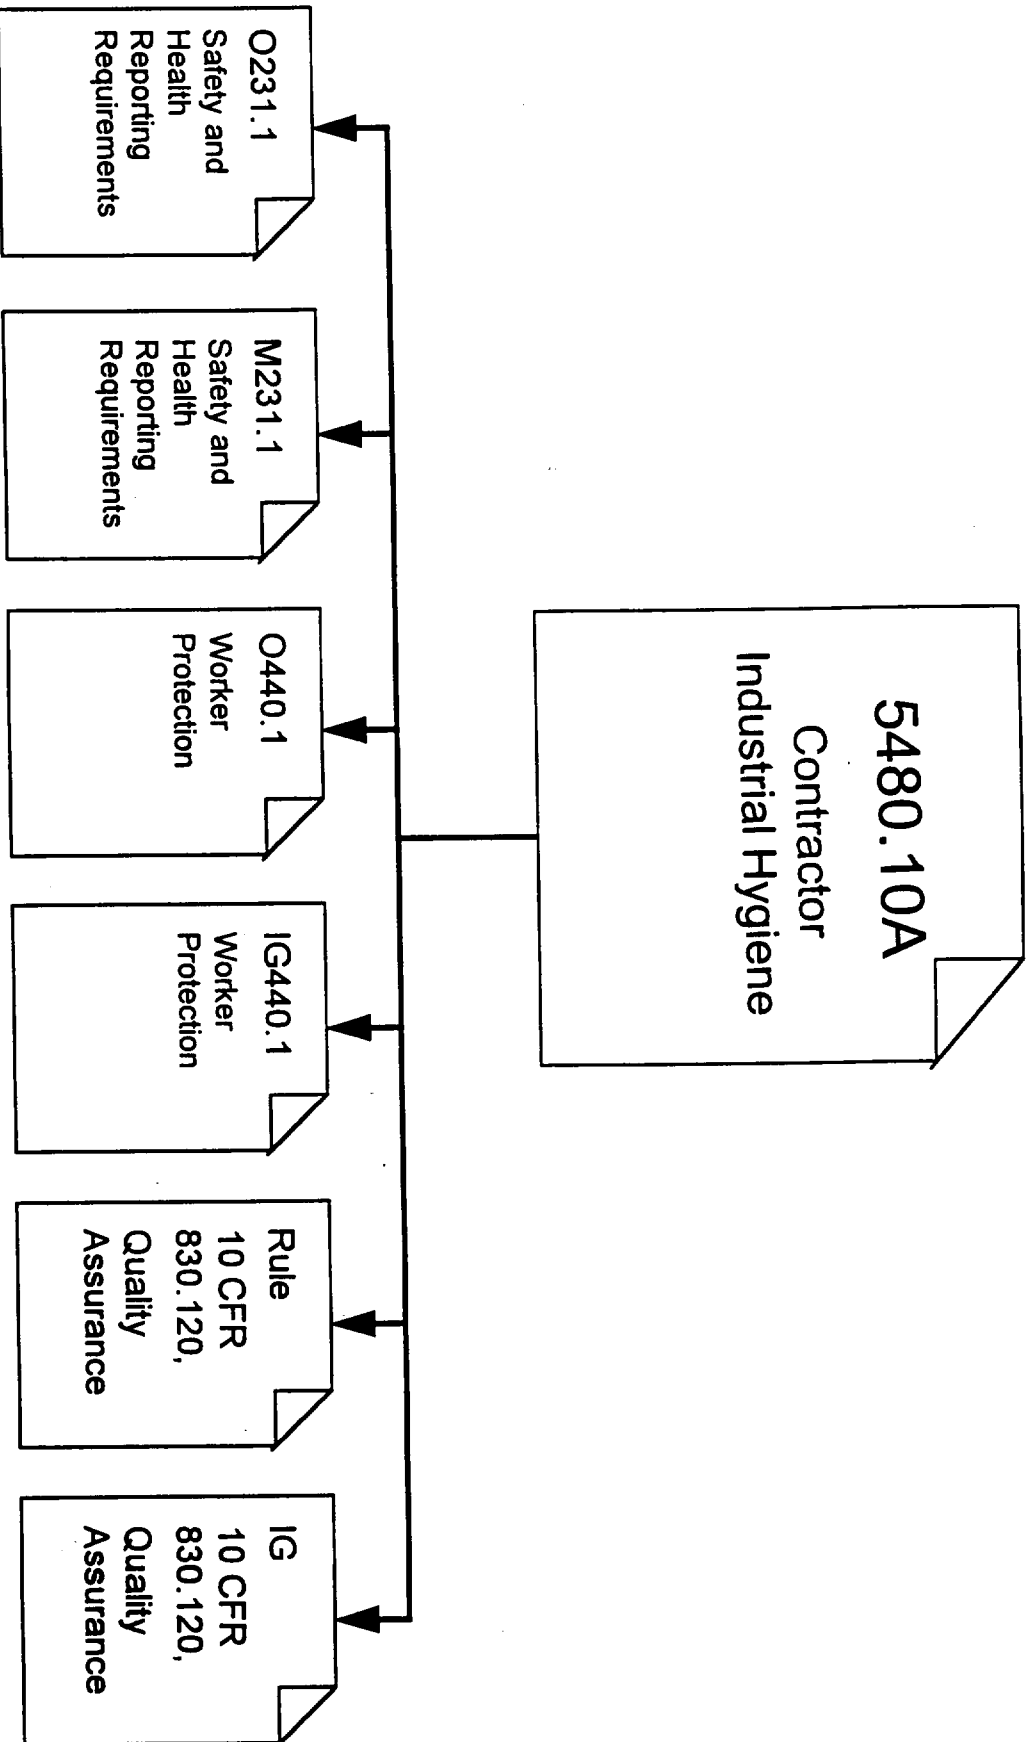 5480.10A
Contractor
Industrial Hygiene
O231.1
Safety and
Health
Reporting
Requirements
M231.1
Safety and
Health
Reporting
Requirements
O440.1
Worker
Protection
IG440.1
Worker
Protection
Rule
10 CFR
830.120,
Quality
Assurance
IG
10 CFR
830.120,
Quality
Assurance